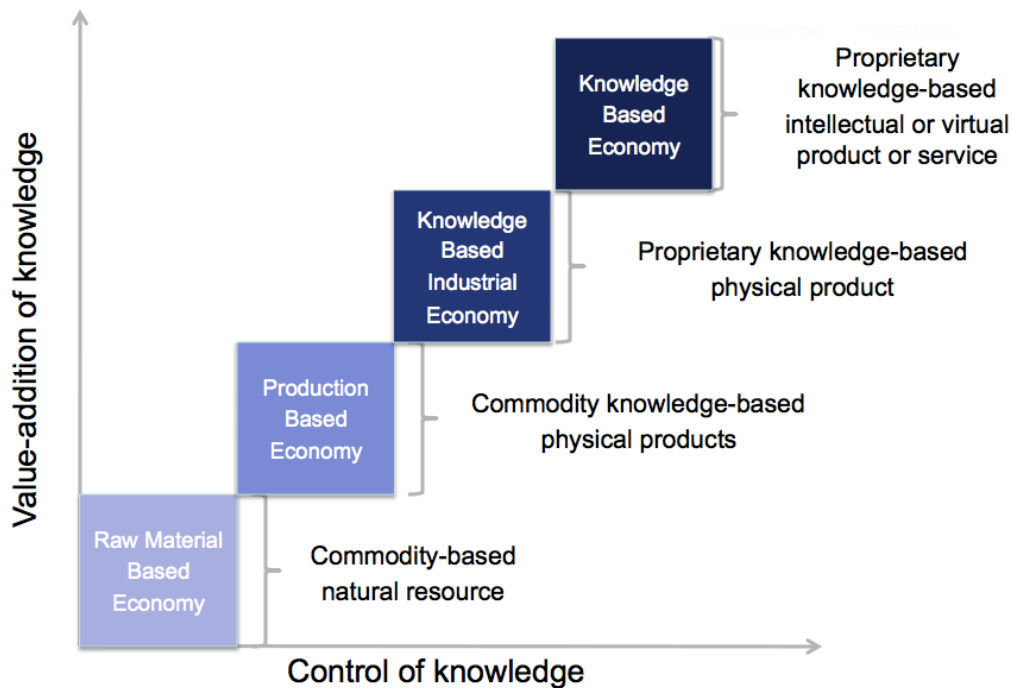 Value-addition of knowledge
Knowledge
Based
Economy
Proprietary
knowledge-based
intellectual or virtual
product or service
Knowledge
Based
Industrial
Economy
Proprietary knowledge-based
physical product
Production
Based
Economy
Commodity knowledge-based
physical products
Raw Material
Based
Economy
Commodity-based
natural resource
Control of knowledge